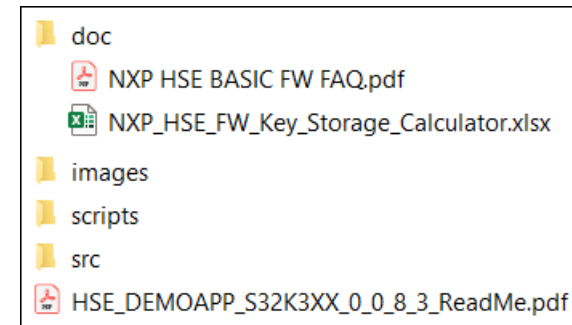 doc
NXP HSE BASIC FW FAQ.pdf
NXP_HSE_FW_Key_Storage_Calculator.xlsx
images
scripts
src
HSE_DEMOAPP_S32K3XX_0_0_8_3_ReadMe.pdf